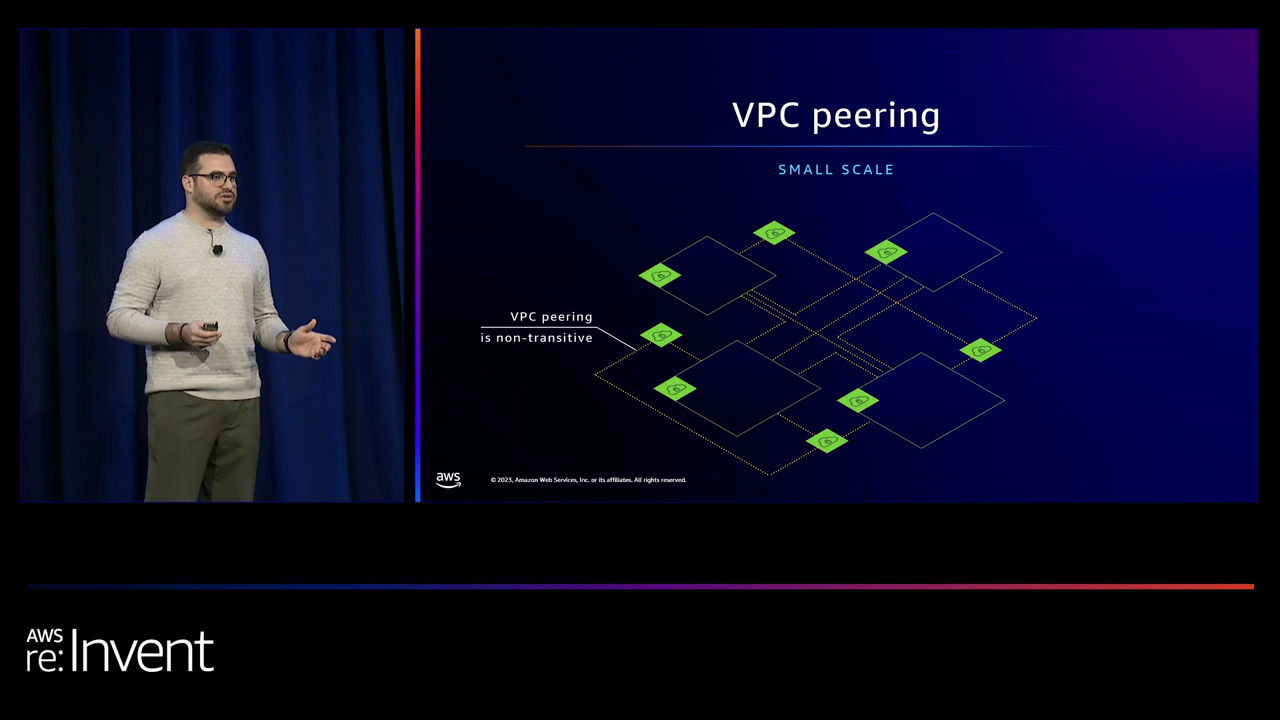 VPC peering
SMALL SCALE
VPC peering
is non-transitive
aws
© 2023, Amazon Web Services, Inc. or its affiliates. All rights reserved.
AWS
re:Invent